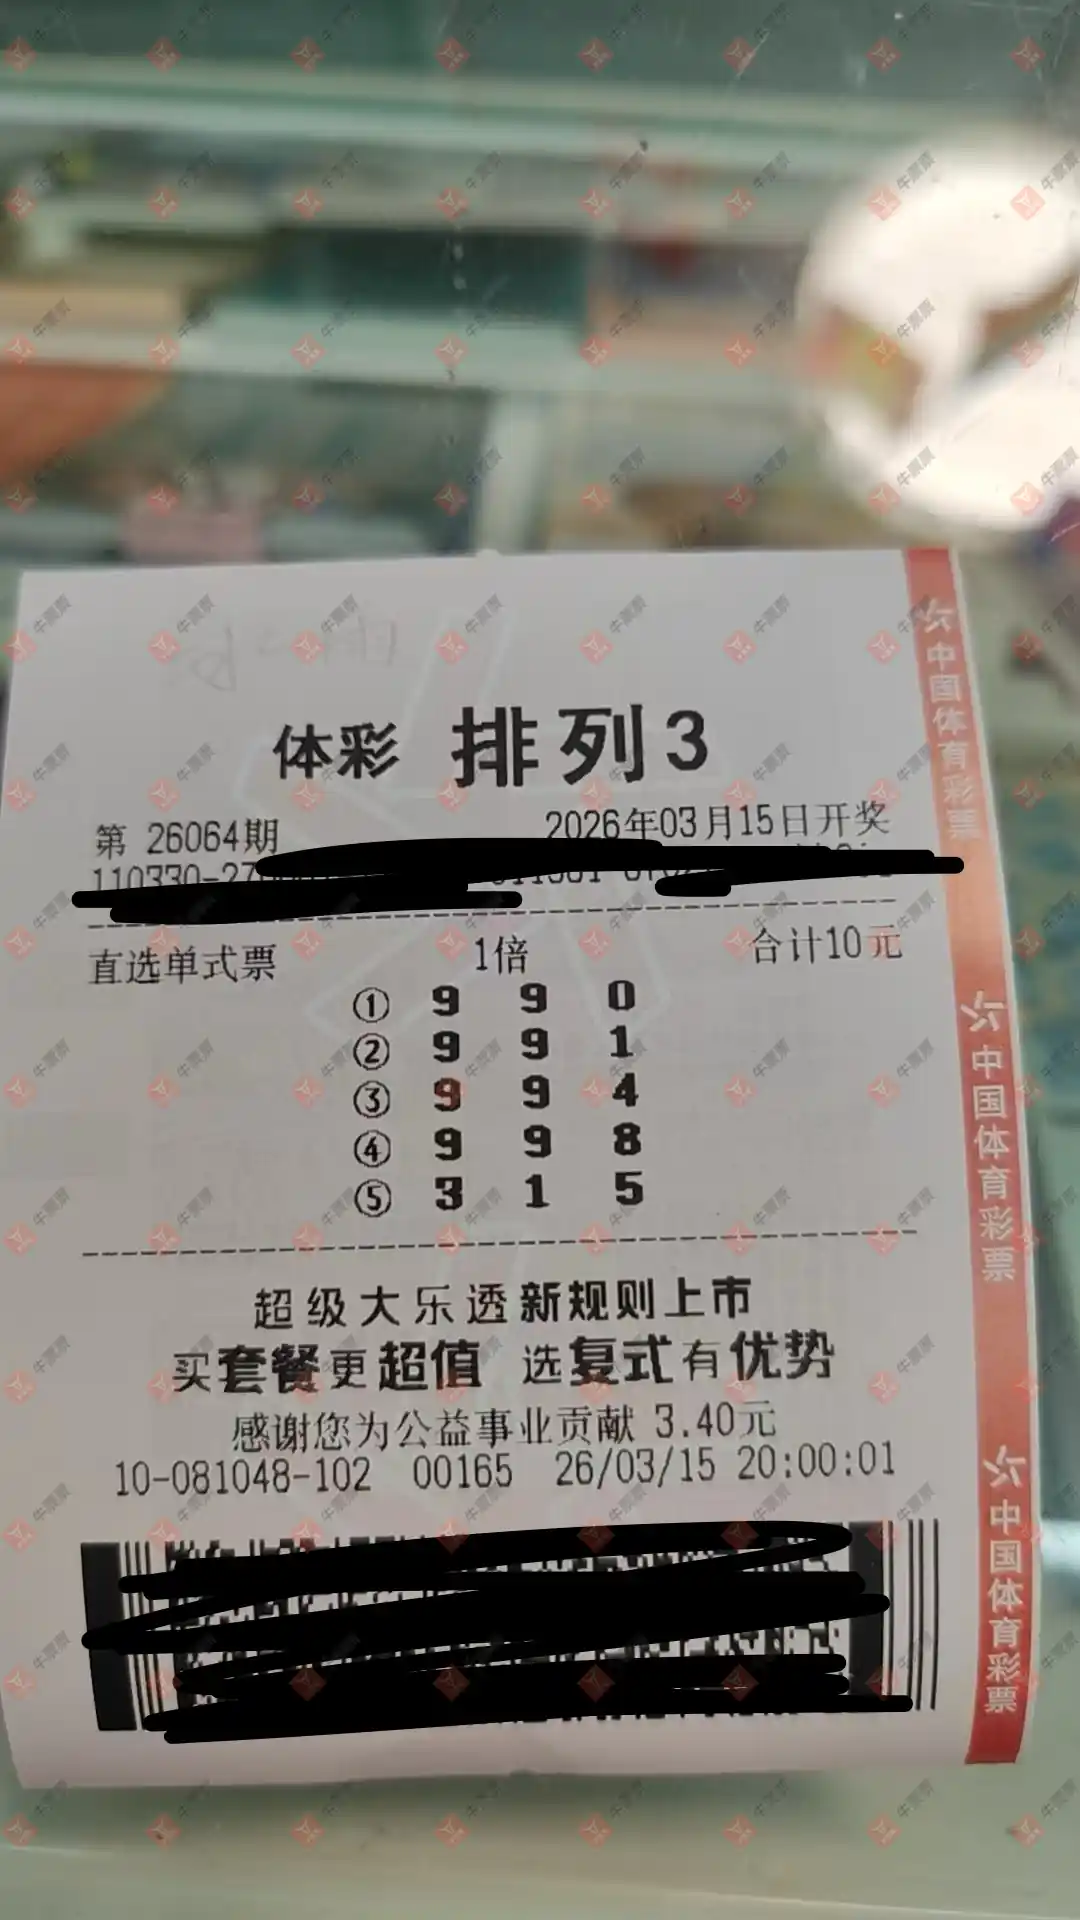 体彩 排列3
第 26064期 2026年03月15日开奖
110330-27
直选单式票 1倍 合计10元
① 9 9 0
② 9 9 1
③ 9 9 4
④ 9 9 8
⑤ 3 1 5
超级大乐透新规则上市
买套餐更超值 选复式有优势
感谢您为公益事业贡献 3.40元
10-081048-102 00165 26/03/15 20:00:01
中国体育彩票
中国体育彩票
中国体育彩票
牛票票